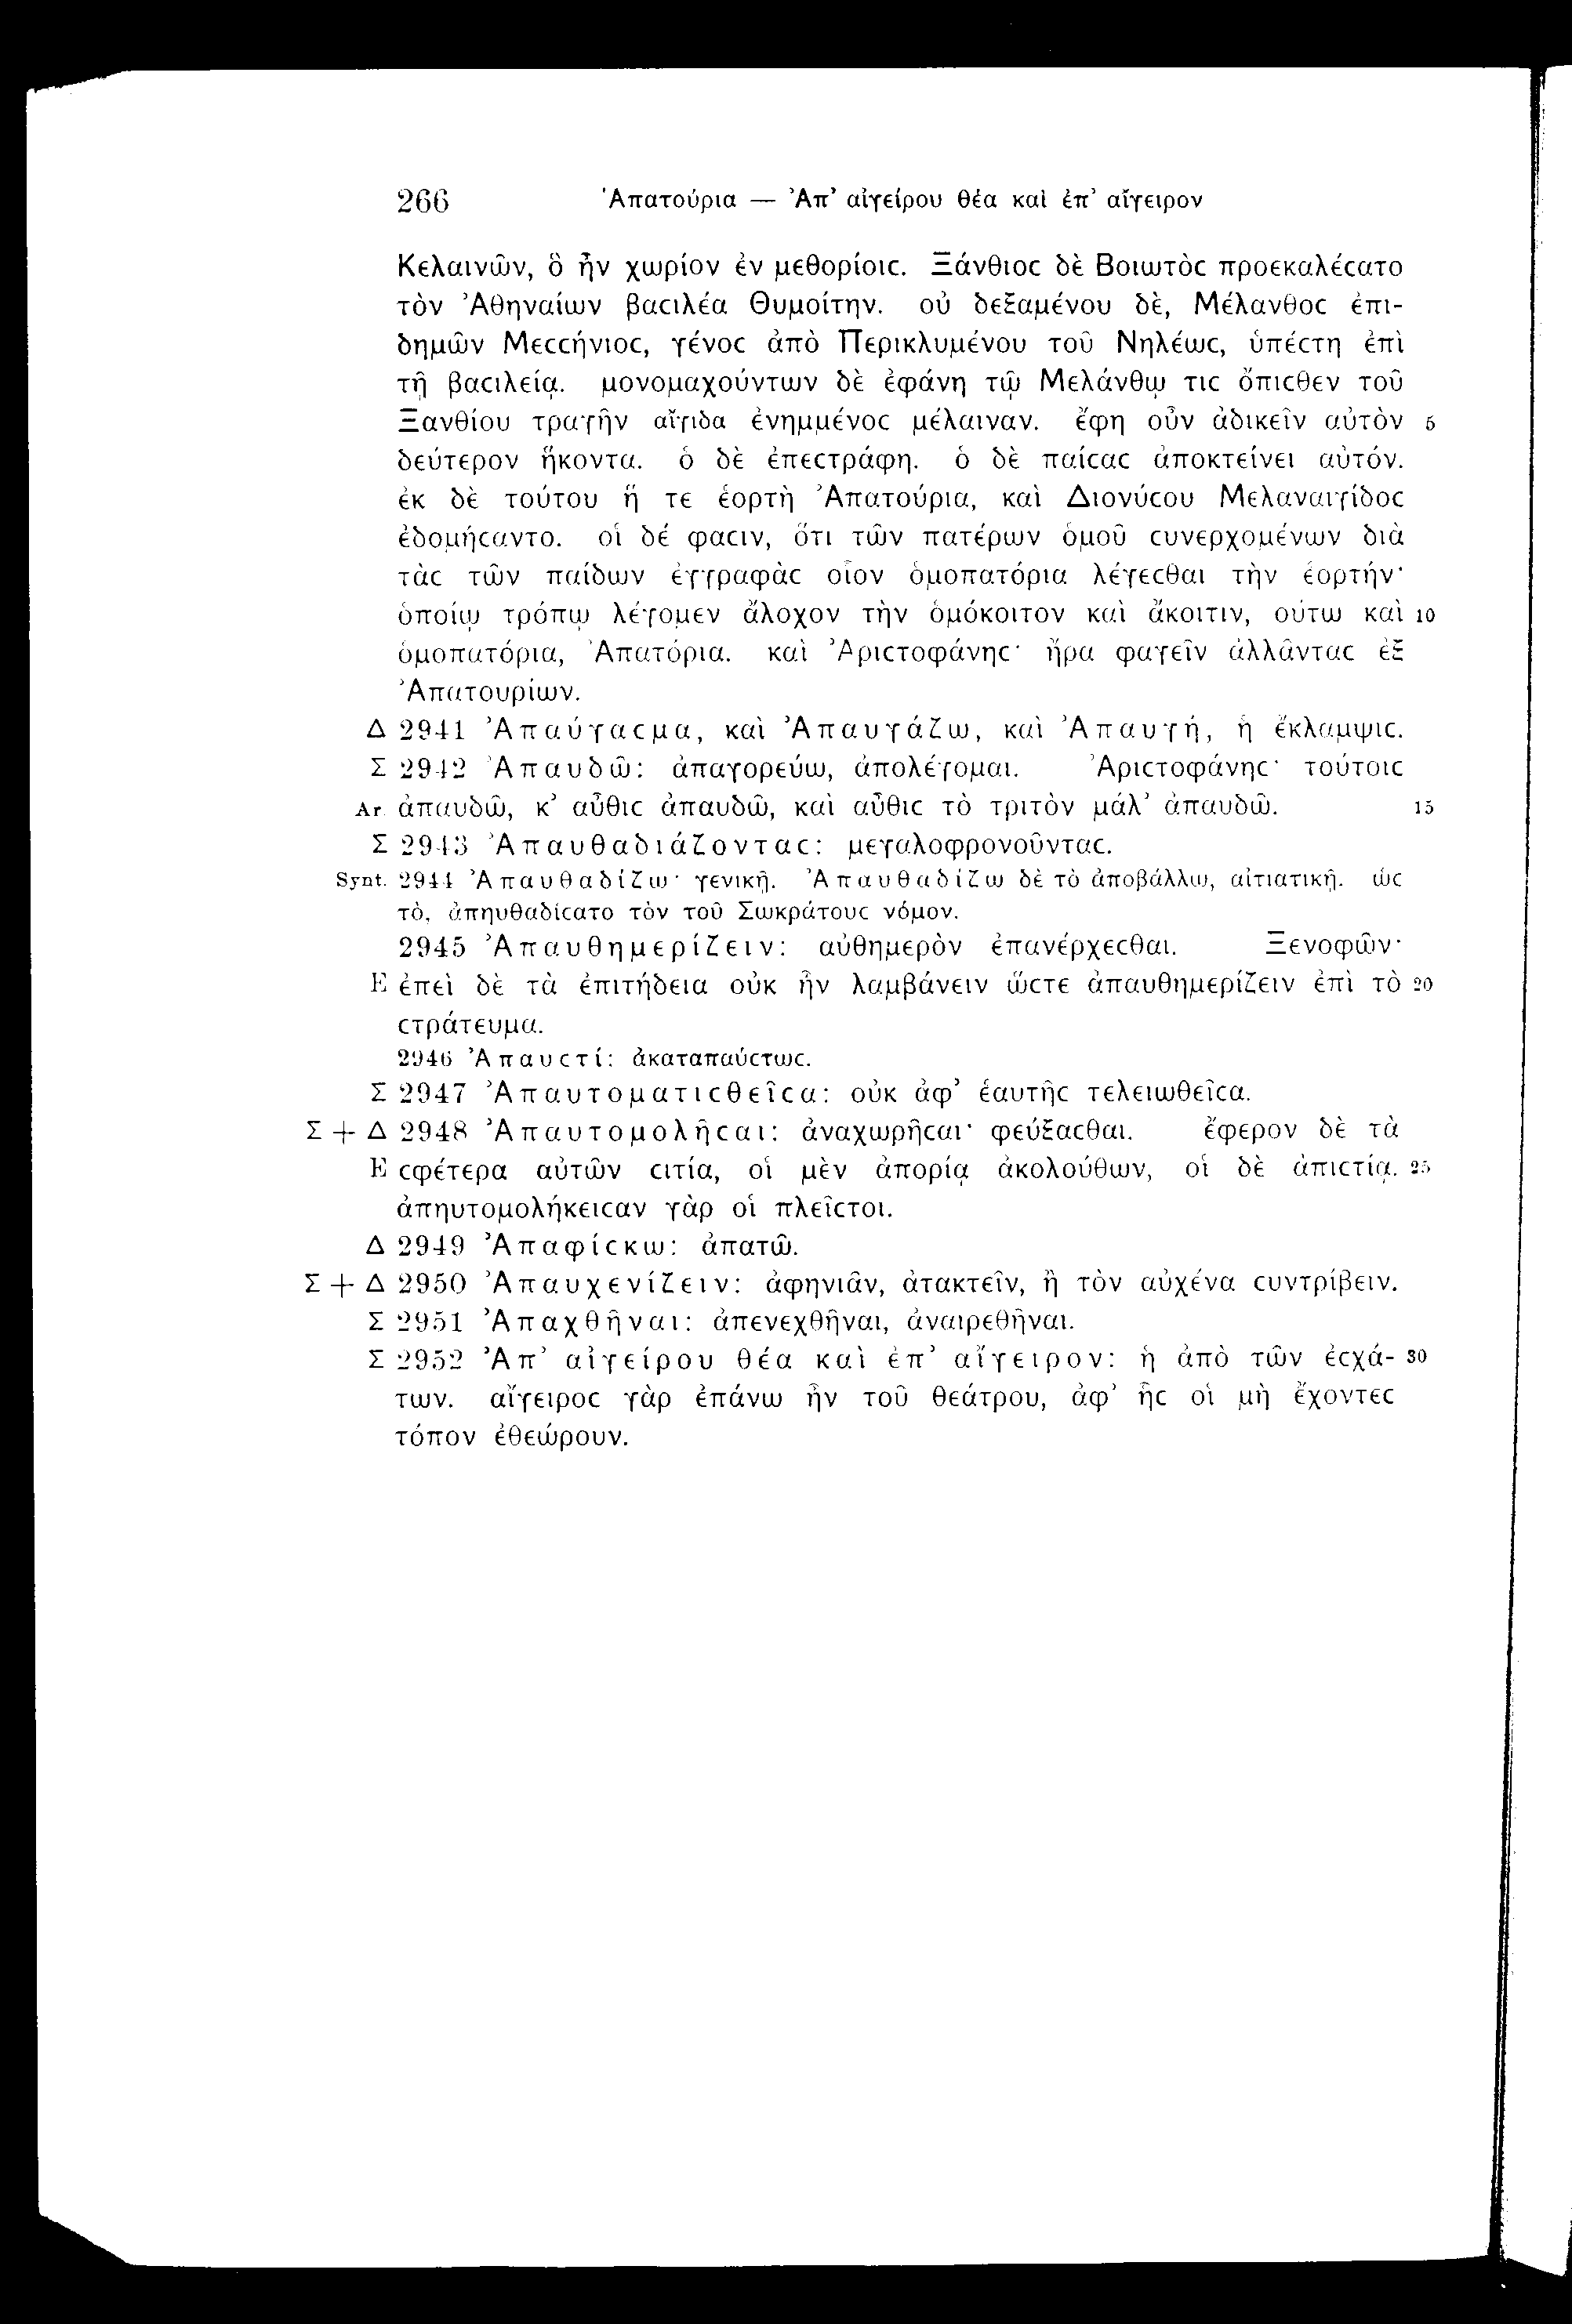 266 Ἀπατούρια — Ἀπ’ αἰγείρου θέα καὶ ἐπ’ αἴγειρον
Κελαινῶν, ὃ ἦν χωρίον ἐν μεθορίοιϲ. Ξάνθιοϲ δὲ Βοιωτὸϲ προεκαλέϲατο
τὸν Ἀθηναίων βαϲιλέα Θυμοίτην. οὐ δεξαμένου δὲ, Μέλανθοϲ ἐπι-
δημῶν Μεϲϲήνιοϲ, γένοϲ ἀπὸ Περικλυμένου τοῦ Νηλέωϲ, ὑπέϲτη ἐπὶ
τῇ βαϲιλείᾳ. μονομαχούντων δὲ ἐφάνη τῷ Μελάνθῳ τιϲ ὄπιϲθεν τοῦ
Ξανθίου τραγῆν αἴγιδα ἐνημμένοϲ μέλαιναν. ἔφη οὖν ἀδικεῖν αὐτὸν 5
δεύτερον ἥκοντα. ὁ δὲ ἐπεϲτράφη. ὁ δὲ παίϲαϲ ἀποκτείνει αὐτόν.
ἐκ δὲ τούτου ἥ τε ἑορτὴ Ἀπατούρια, καὶ Διονύϲου Μελαναιγίδοϲ
ἐδομήϲαντο. οἱ δέ φαϲιν, ὅτι τῶν πατέρων ὁμοῦ ϲυνερχομένων διὰ
τὰϲ τῶν παίδων ἐγγραφὰϲ οἷον ὁμοπατόρια λέγεϲθαι τὴν ἑορτήν·
ὁποίῳ τρόπῳ λέγομεν ἄλοχον τὴν ὁμόκοιτον καὶ ἄκοιτιν, οὕτω καὶ 10
ὁμοπατόρια, Ἀπατόρια. καὶ Ἀριϲτοφάνηϲ· ἤρα φαγεῖν ἀλλᾶνταϲ ἐξ
Ἀπατουρίων.
Δ 2941 Ἀπαύγαϲμα, καὶ Ἀπαυγάζω, καὶ Ἀπαυγή, ἡ ἔκλαμψιϲ.
Σ 2942 Ἀπαυδῶ: ἀπαγορεύω, ἀπολέγομαι. Ἀριϲτοφάνηϲ· τούτοιϲ
Ar ἀπαυδῶ, κ’ αὖθιϲ ἀπαυδῶ, καὶ αὖθιϲ τὸ τριτὸν μάλ’ ἀπαυδῶ. 15
Σ 2943 Ἀπαυθαδιάζονταϲ: μεγαλοφρονοῦνταϲ.
Synt. 2944 Ἀπαυθαδίζω· γενικῇ. Ἀπαυθαδίζω δὲ τὸ ἀποβάλλω, αἰτιατικῇ. ὡϲ
τὸ, ἀπηυθαδίϲατο τὸν τοῦ Σωκράτουϲ νόμον.
2945 Ἀπαυθημερίζειν: αὐθημερὸν ἐπανέρχεϲθαι. Ξενοφῶν·
E ἐπεὶ δὲ τὰ ἐπιτήδεια οὐκ ἦν λαμβάνειν ὥϲτε ἀπαυθημερίζειν ἐπὶ τὸ 20
ϲτράτευμα.
2946 Ἀπαυϲτί: ἀκαταπαύϲτωϲ.
Σ 2947 Ἀπαυτοματιϲθεῖϲα: οὐκ ἀφ’ ἑαυτῆϲ τελειωθεῖϲα.
Σ + Δ 2948 Ἀπαυτομολῆϲαι: ἀναχωρῆϲαι· φεύξαϲθαι. ἔφερον δὲ τὰ
E ϲφέτερα αὐτῶν ϲιτία, οἱ μὲν ἀπορίᾳ ἀκολούθων, οἱ δὲ ἀπιϲτίᾳ. 25
ἀπηυτομολήκειϲαν γὰρ οἱ πλεῖϲτοι.
Δ 2949 Ἀπαφίϲκω: ἀπατῶ.
Σ + Δ 2950 Ἀπαυχενίζειν: ἀφηνιᾶν, ἀτακτεῖν, ἢ τὸν αὐχένα ϲυντρίβειν.
Σ 2951 Ἀπαχθῆναι: ἀπενεχθῆναι, ἀναιρεθῆναι.
Σ 2952 Ἀπ’ αἰγείρου θέα καὶ ἐπ’ αἴγειρον: ἡ ἀπὸ τῶν ἐϲχά- 30
των. αἴγειροϲ γὰρ ἐπάνω ἦν τοῦ θεάτρου, ἀφ’ ἧϲ οἱ μὴ ἔχοντεϲ
τόπον ἐθεώρουν.